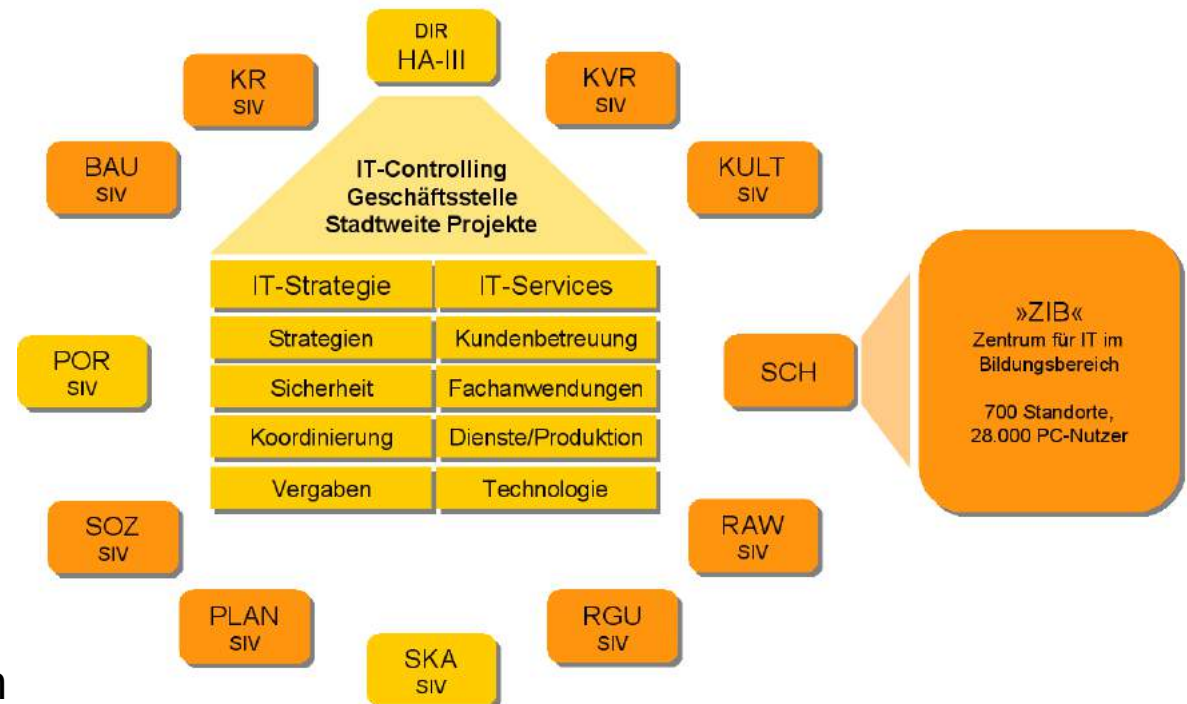 DIR
HA-III
KR
SIV
KVR
SIV
BAU
SIV
KULT
SIV
IT-Controlling
Geschäftsstelle
Stadtweite Projekte
IT-Strategie
IT-Services
Strategien
Kundenbetreuung
Sicherheit
Fachanwendungen
Koordinierung
Dienste/Produktion
Vergaben
Technologie
POR
SIV
SCH
»ZIB«
Zentrum für IT im
Bildungsbereich
700 Standorte,
28.000 PC-Nutzer
SOZ
SIV
RAW
SIV
PLAN
SIV
RGU
SIV
SKA
SIV